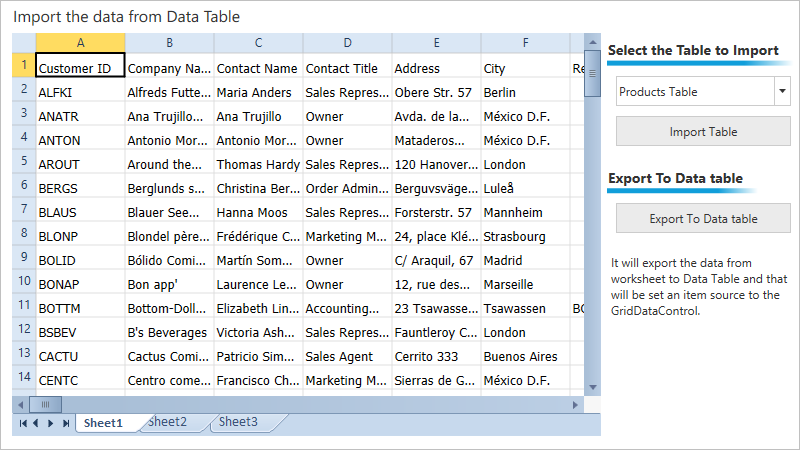 Import the data from Data Table
A B C D E F
1 Customer ID Company Na... Contact Name Contact Title Address City Re
2 ALFKI Alfreds Futte... Maria Anders Sales Repres... Obere Str. 57 Berlin
3 ANATR Ana Trujillo... Ana Trujillo Owner Avda. de la... México D.F.
4 ANTON Antonio Mor... Antonio Mor... Owner Mataderos... México D.F.
5 AROUT Around the... Thomas Hardy Sales Repres... 120 Hanover... London
6 BERGS Berglunds s... Christina Ber... Order Admin... Berguvsväge... Luleå
7 BLAUS Blauer See... Hanna Moos Sales Repres... Forsterstr. 57 Mannheim
8 BLONP Blondel père... Frédérique C... Marketing M... 24, place Klé... Strasbourg
9 BOLID Bólido Comi... Martín Som... Owner C/ Araquil, 67 Madrid
10 BONAP Bon app' Laurence Le... Owner 12, rue des... Marseille
11 BOTTM Bottom-Doll... Elizabeth Lin... Accounting... 23 Tsawasse... Tsawassen BC
12 BSBEV B's Beverages Victoria Ash... Sales Repres... Fauntleroy C... London
13 CACTU Cactus Comi... Patricio Sim... Sales Agent Cerrito 333 Buenos Aires
14 CENTC Centro come... Francisco Ch... Marketing M... Sierras de G... México D.F.
Sheet1 Sheet2 Sheet3
Select the Table to Import
Products Table
Import Table
Export To Data table
Export To Data table
It will export the data from
worksheet to Data Table and that
will be set an item source to the
GridDataControl.